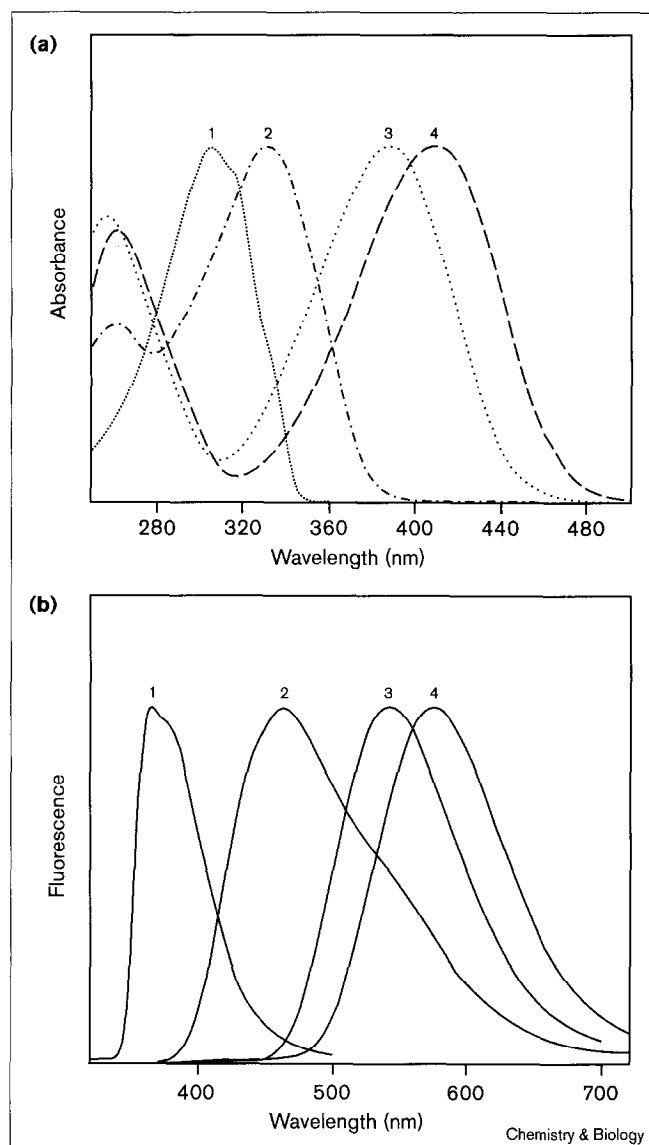 (a)
1 2 3 4
Absorbance
280 320 360 400 440 480
Wavelength (nm)
(b)
1 2 3 4
Fluorescence
400 500 600 700
Wavelength (nm)
Chemistry & Biology